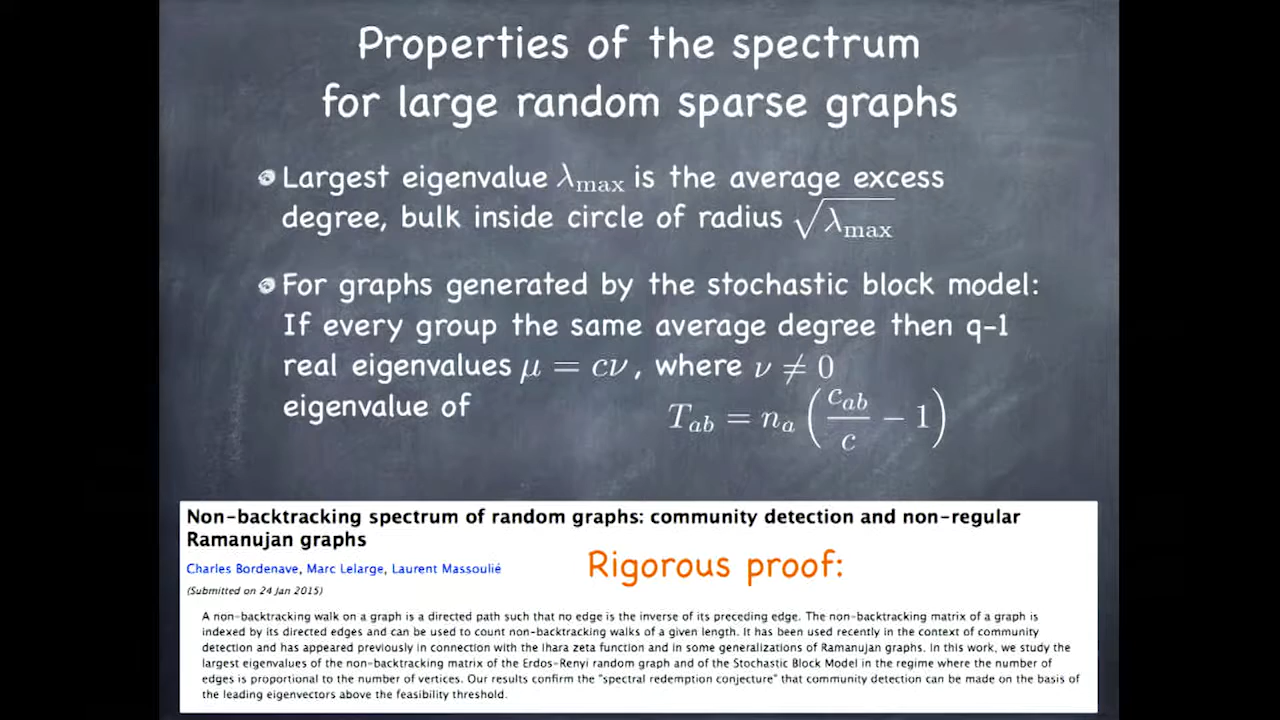 Properties of the spectrum
for large random sparse graphs
Largest eigenvalue λmax is the average excess
degree, bulk inside circle of radius √λmax
For graphs generated by the stochastic block model:
If every group the same average degree then q-1
real eigenvalues μ = cν, where ν ≠ 0
eigenvalue of T_ab = n_a (c_ab/c − 1)
Non-backtracking spectrum of random graphs: community detection and non-regular
Ramanujan graphs
Rigorous proof:
Charles Bordenave, Marc Lelarge, Laurent Massoulié
(Submitted on 24 Jan 2015)
A non-backtracking walk on a graph is a directed path such that no edge is the inverse of its preceding edge. The non-backtracking matrix of a graph is
indexed by its directed edges and can be used to count non-backtracking walks of a given length. It has been used recently in the context of community
detection and has appeared previously in connection with the Ihara zeta function and in some generalizations of Ramanujan graphs. In this work, we study the
largest eigenvalues of the non-backtracking matrix of the Erdos-Renyi random graph and of the Stochastic Block Model in the regime where the number of
edges is proportional to the number of vertices. Our results confirm the "spectral redemption conjecture" that community detection can be made on the basis of
the leading eigenvectors above the feasibility threshold.